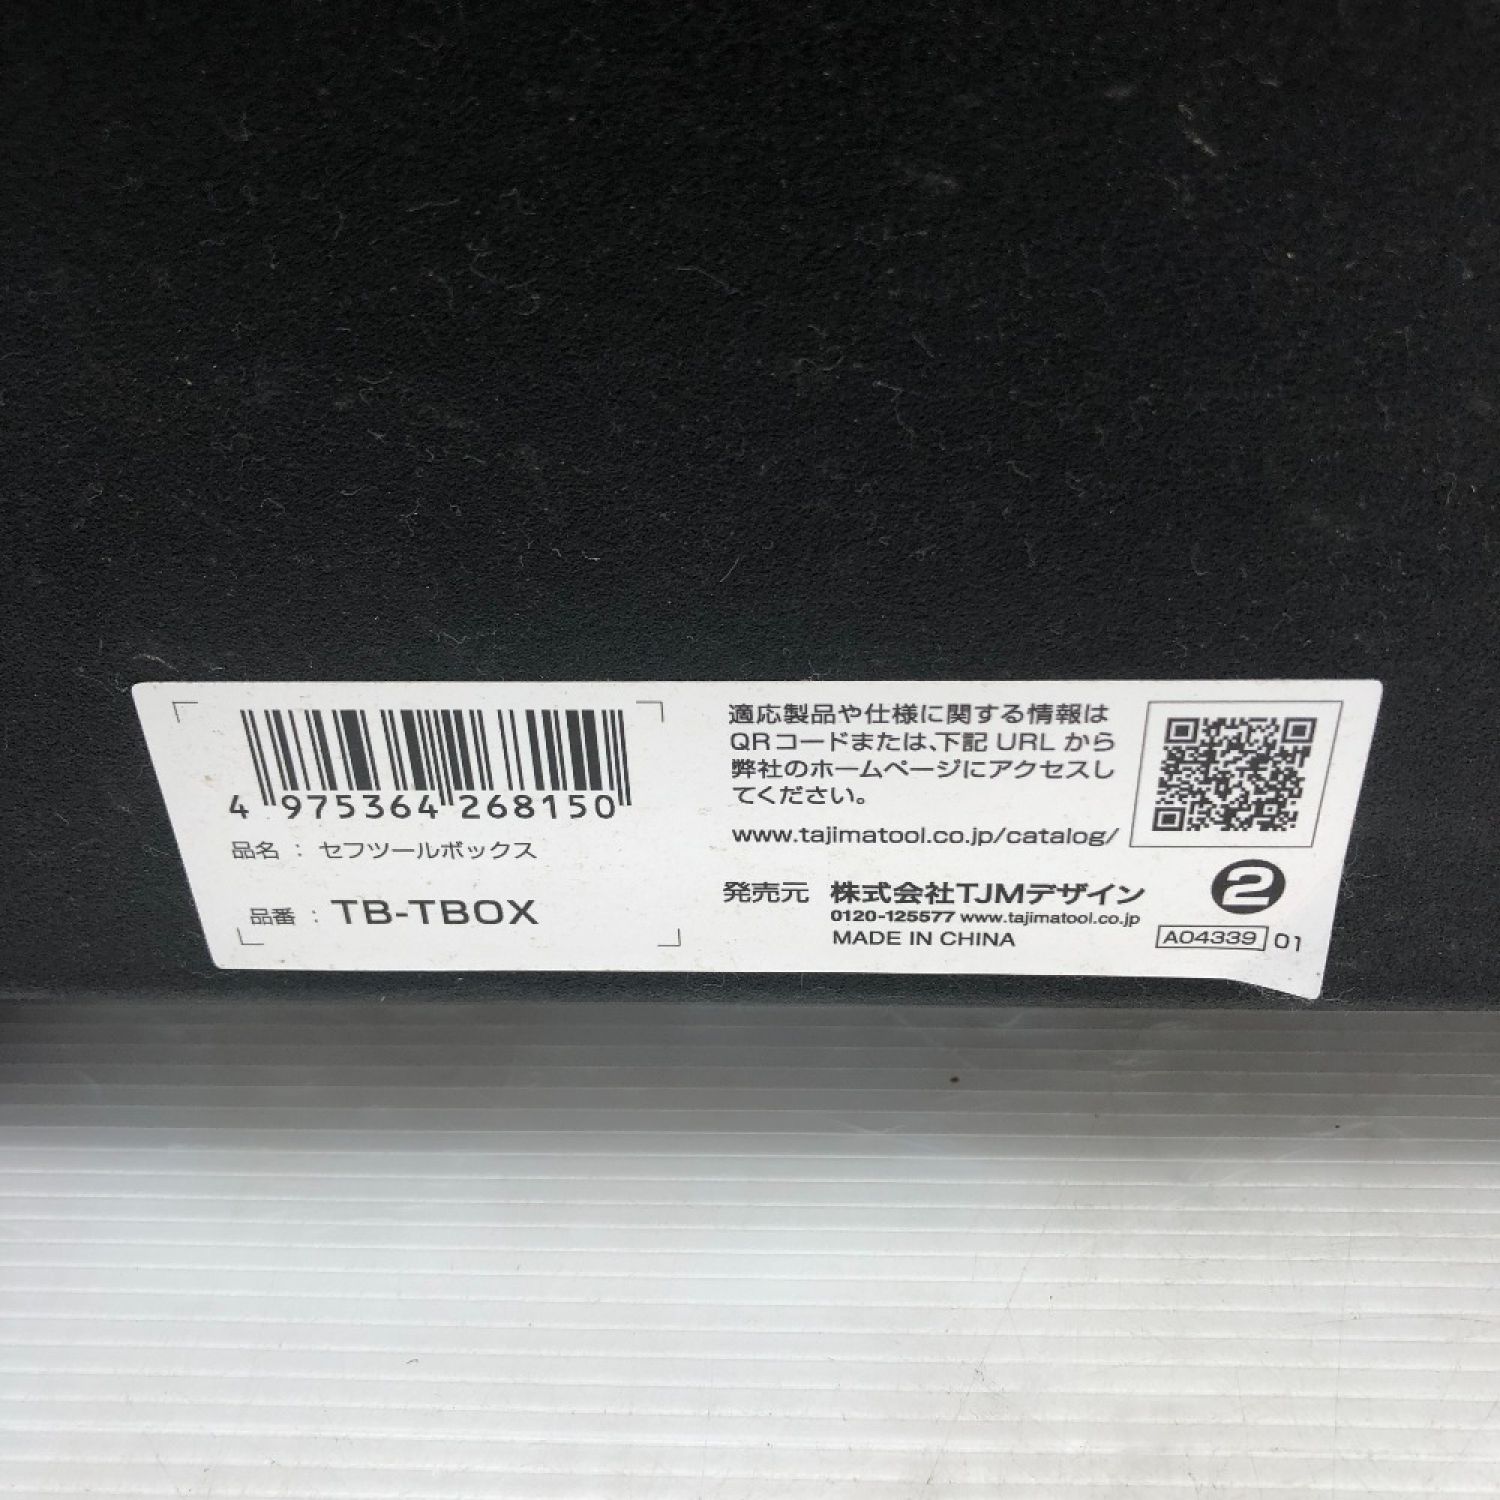 4 975364 268150
品名 : セフツールボックス
品番 : TB-TBOX
適応製品や仕様に関する情報は
QRコードまたは、下記 URL から
弊社のホームページにアクセスし
てください。
www.tajimatool.co.jp/catalog/
発売元 株式会社TJMデザイン
0120-125577 www.tajimatool.co.jp
MADE IN CHINA
2
A04339 01